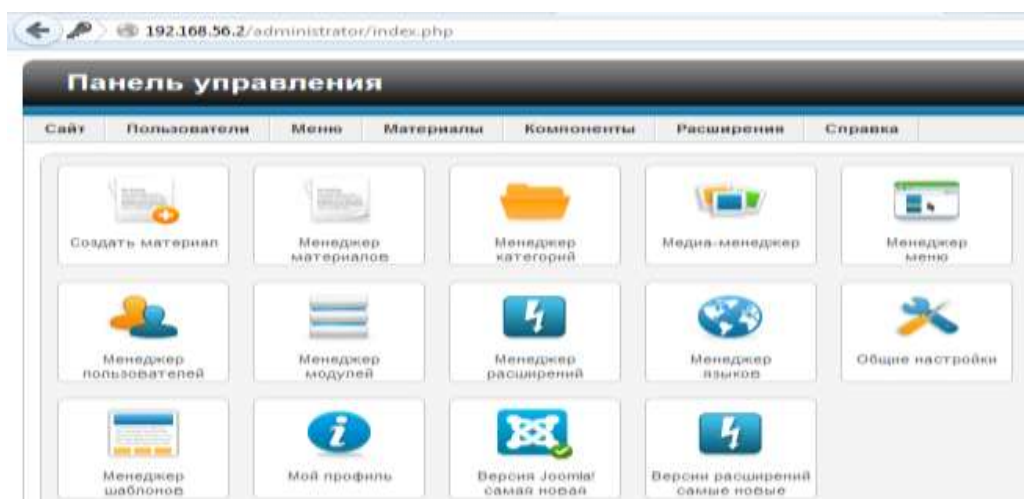 192.168.56.2/administrator/index.php
Панель управления
Сайт Пользователи Меню Материалы Компоненты Расширения Справка
Создать материал
Менеджер
материалов
Менеджер
категорий
Медиа-менеджер
Менеджер
меню
Менеджер
пользователей
Менеджер
модулей
Менеджер
расширений
Менеджер
языков
Общие настройки
Менеджер
шаблонов
Мой профиль
Версия Joomla!
самая новая
Версии расширений
самые новые